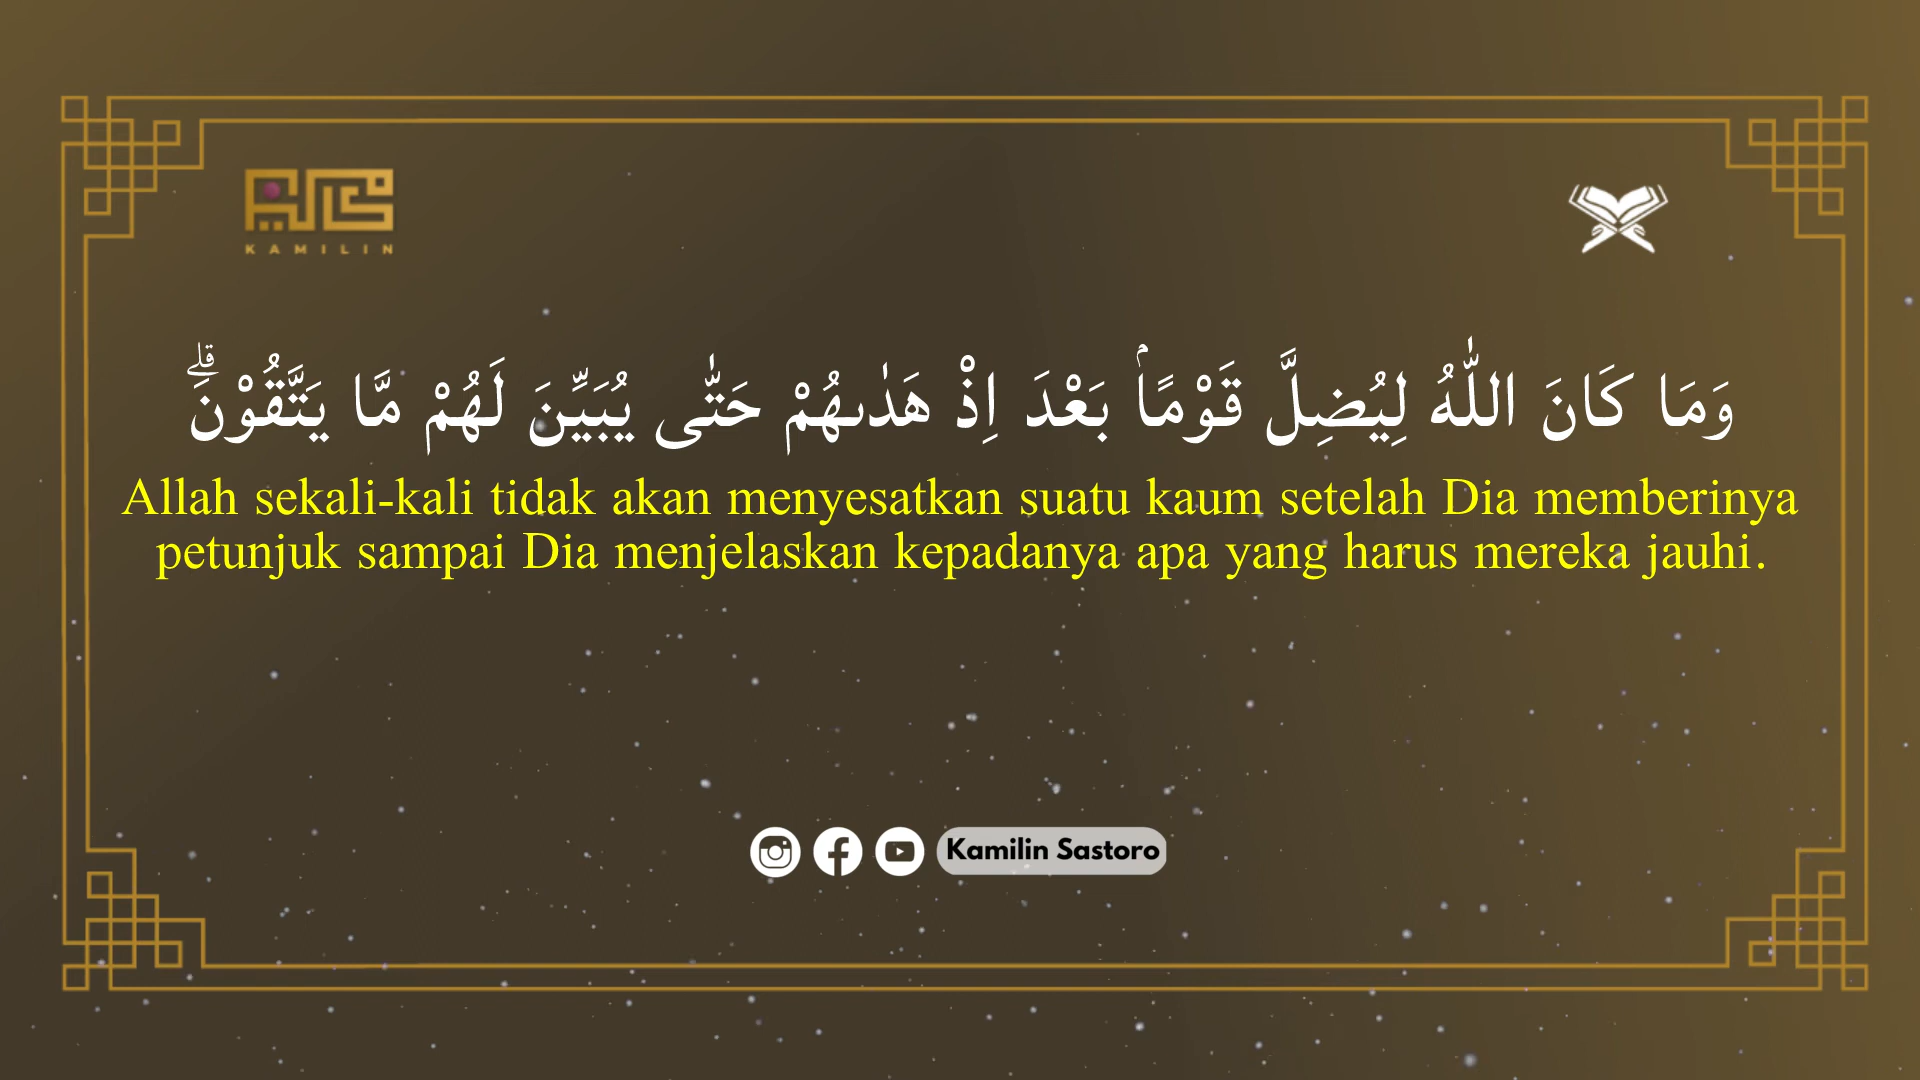 KAMILIN
وَمَا كَانَ اللّٰهُ لِيُضِلَّ قَوْمًاۢ بَعْدَ اِذْ هَدٰىهُمْ حَتّٰى يُبَيِّنَ لَهُمْ مَّا يَتَّقُوْنَۗ
Allah sekali-kali tidak akan menyesatkan suatu kaum setelah Dia memberinya
petunjuk sampai Dia menjelaskan kepadanya apa yang harus mereka jauhi.
Kamilin Sastoro